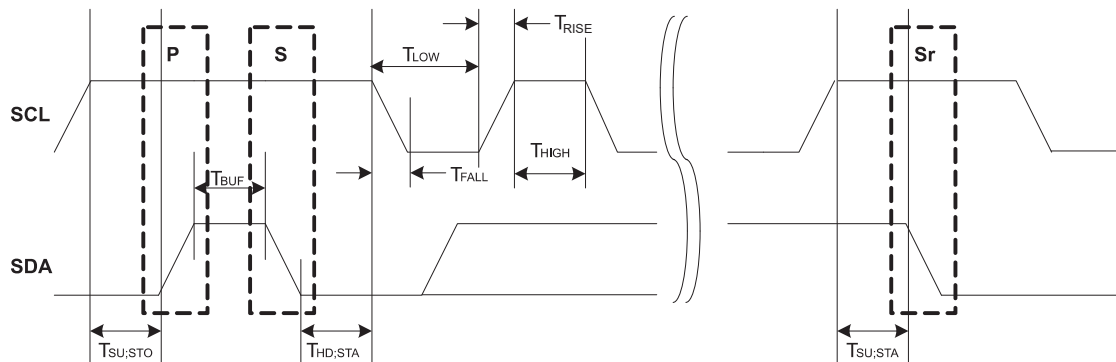 P
S
TRISE
TLOW
Sr
SCL
THIGH
TFALL
TBUF
SDA
TSU;STO
THD;STA
TSU;STA